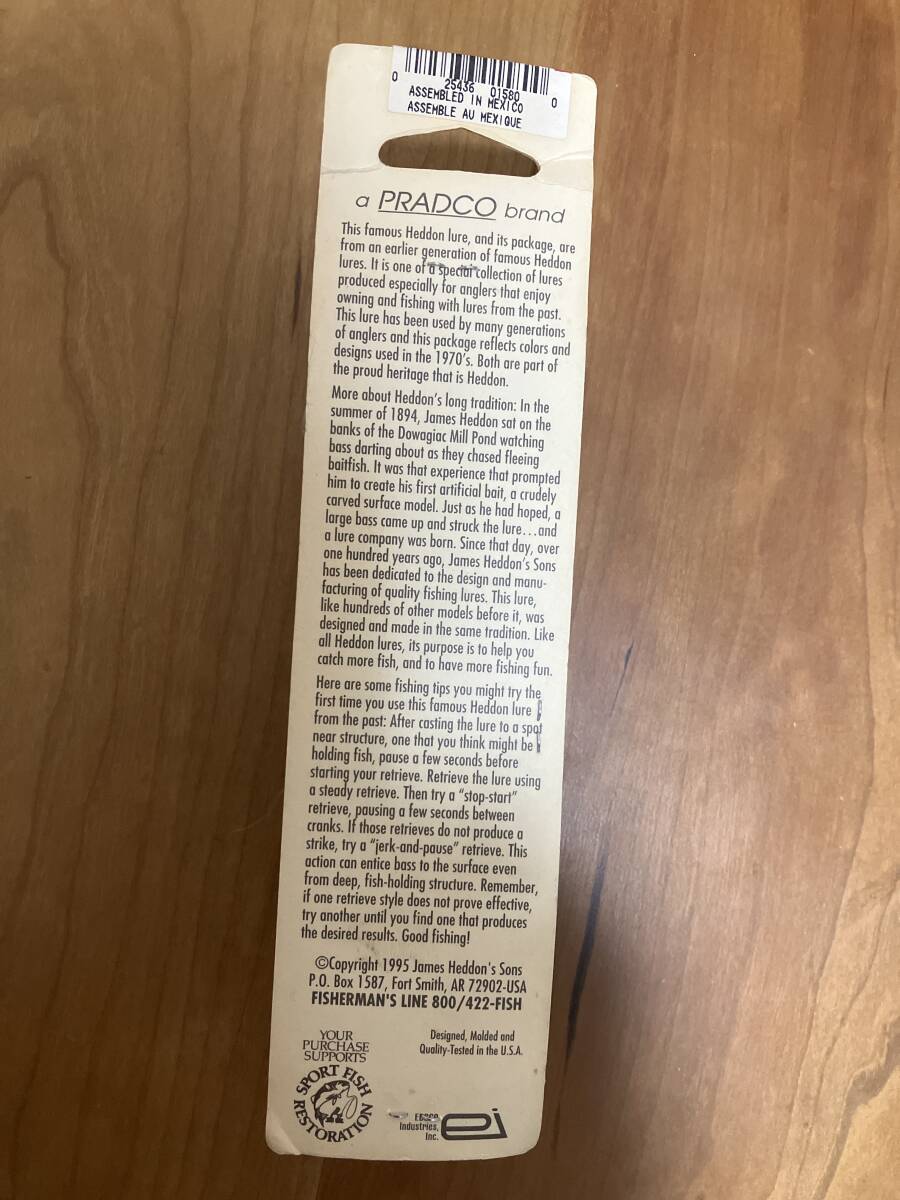 0 25436 01580 0
ASSEMBLED IN MEXICO
ASSEMBLE AU MEXIQUE
a PRADCO brand
This famous Heddon lure, and its package, are
from an earlier generation of famous Heddon
lures. It is one of a special collection of lures
produced especially for anglers that enjoy
owning and fishing with lures from the past.
This lure has been used by many generations
of anglers and this package reflects colors and
designs used in the 1970's. Both are part of
the proud heritage that is Heddon.
More about Heddon's long tradition: In the
summer of 1894, James Heddon sat on the
banks of the Dowagiac Mill Pond watching
bass darting about as they chased fleeing
baitfish. It was that experience that prompted
him to create his first artificial bait, a crudely
carved surface model. Just as he had hoped, a
large bass came up and struck the lure...and
a lure company was born. Since that day, over
one hundred years ago, James Heddon's Sons
has been dedicated to the design and manu-
facturing of quality fishing lures. This lure,
like hundreds of other models before it, was
designed and made in the same tradition. Like
all Heddon lures, its purpose is to help you
catch more fish, and to have more fishing fun.
Here are some fishing tips you might try the
first time you use this famous Heddon lure
from the past: After casting the lure to a spot
near structure, one that you think might be
holding fish, pause a few seconds before
starting your retrieve. Retrieve the lure using
a steady retrieve. Then try a "stop-start"
retrieve, pausing a few seconds between
cranks. If those retrieves do not produce a
strike, try a "jerk-and-pause" retrieve. This
action can entice bass to the surface even
from deep, fish-holding structure. Remember,
if one retrieve style does not prove effective,
try another until you find one that produces
the desired results. Good fishing!
©Copyright 1995 James Heddon's Sons
P.O. Box 1587, Fort Smith, AR 72902-USA
FISHERMAN'S LINE 800/422-FISH
YOUR
PURCHASE
SUPPORTS
SPORT FISH
RESTORATION
Designed, Molded and
Quality-Tested in the U.S.A.
EBSCO
Industries,
Inc.
ei